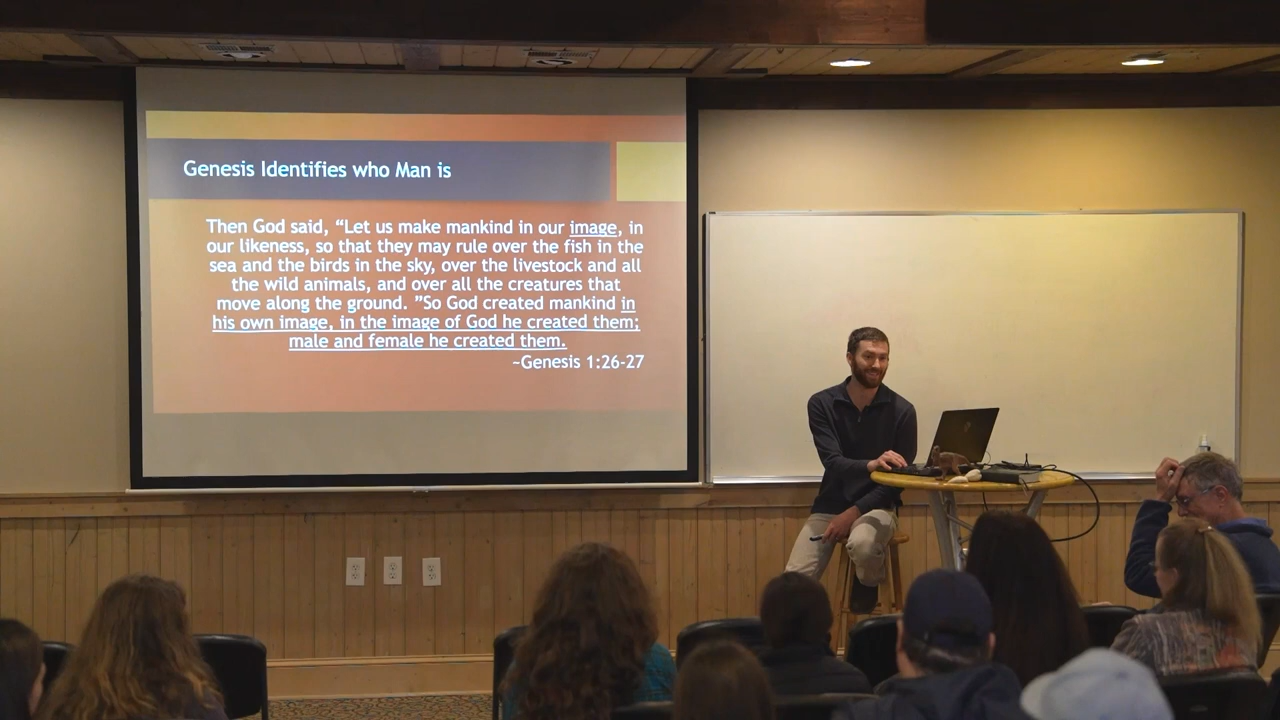 Genesis Identifies who Man is
Then God said, “Let us make mankind in our image, in
our likeness, so that they may rule over the fish in the
sea and the birds in the sky, over the livestock and all
the wild animals, and over all the creatures that
move along the ground. ”So God created mankind in
his own image, in the image of God he created them;
male and female he created them.
~Genesis 1:26-27